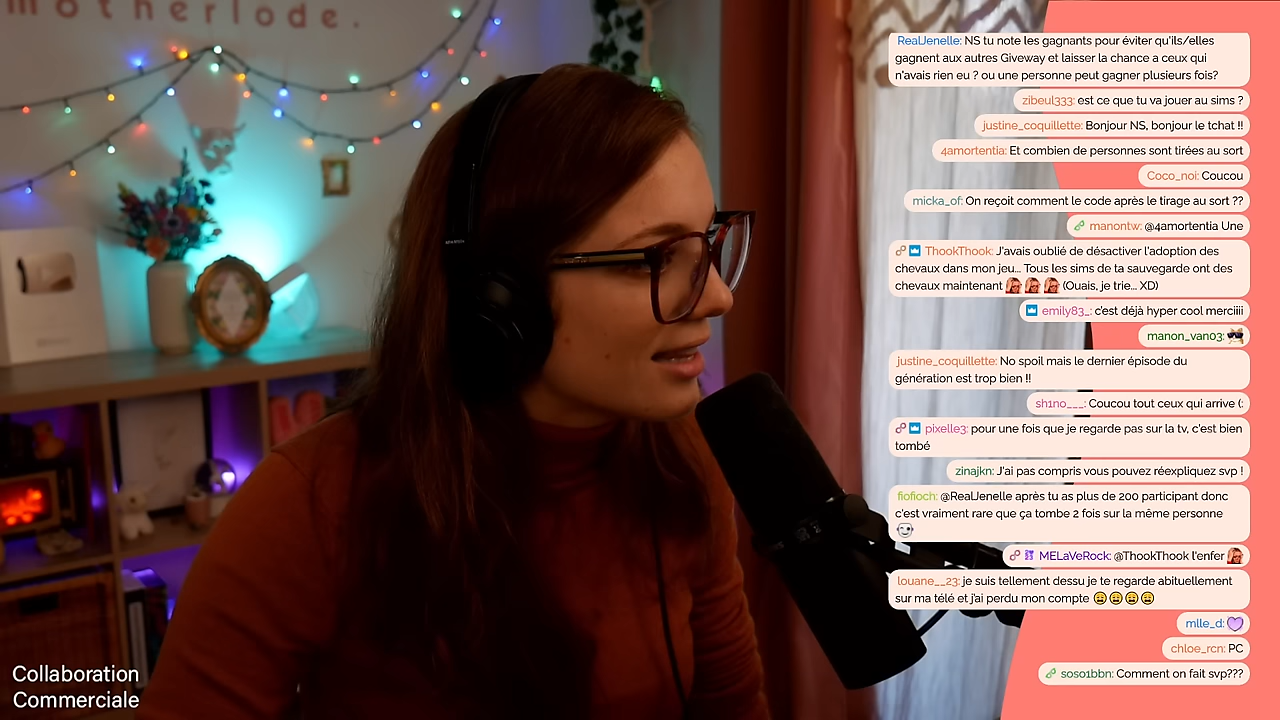 motherlode.
RealJenelle: NS tu note les gagnants pour éviter qu'ils/elles
gagnent aux autres Giveway et laisser la chance a ceux qui
n'avais rien eu ? ou une personne peut gagner plusieurs fois?
zibeul333: est ce que tu va jouer au sims ?
justine_coquillette: Bonjour NS, bonjour le tchat !!
4amortentia: Et combien de personnes sont tirées au sort
Coco_noi: Coucou
micka_of: On reçoit comment le code après le tirage au sort ??
manontw: @4amortentia Une
ThookThook: J'avais oublié de désactiver l'adoption des
chevaux dans mon jeu... Tous les sims de ta sauvegarde ont des
chevaux maintenant (Ouais, je trie... XD)
emily83_: c'est déjà hyper cool merciiii
manon_van03:
justine_coquillette: No spoil mais le dernier épisode du
génération est trop bien !!
sh1no___: Coucou tout ceux qui arrive (:
pixelle3: pour une fois que je regarde pas sur la tv, c'est bien
tombé
zinajkn: J'ai pas compris vous pouvez réexpliquez svp !
fiofioch: @RealJenelle après tu as plus de 200 participant donc
c'est vraiment rare que ça tombe 2 fois sur la même personne
MELaVeRock: @ThookThook l'enfer
louane__23: je suis tellement dessu je te regarde abituellement
sur ma télé et j'ai perdu mon compte 😩😩😩😩
mlle_d: 💜
chloe_rcn: PC
soso1bbn: Comment on fait svp???
Collaboration
Commerciale